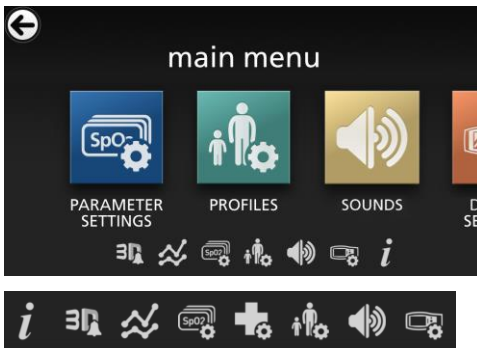 main menu
SpO2
PARAMETER
SETTINGS
PROFILES
SOUNDS
3D
SpO2
i
i
3D
SpO2